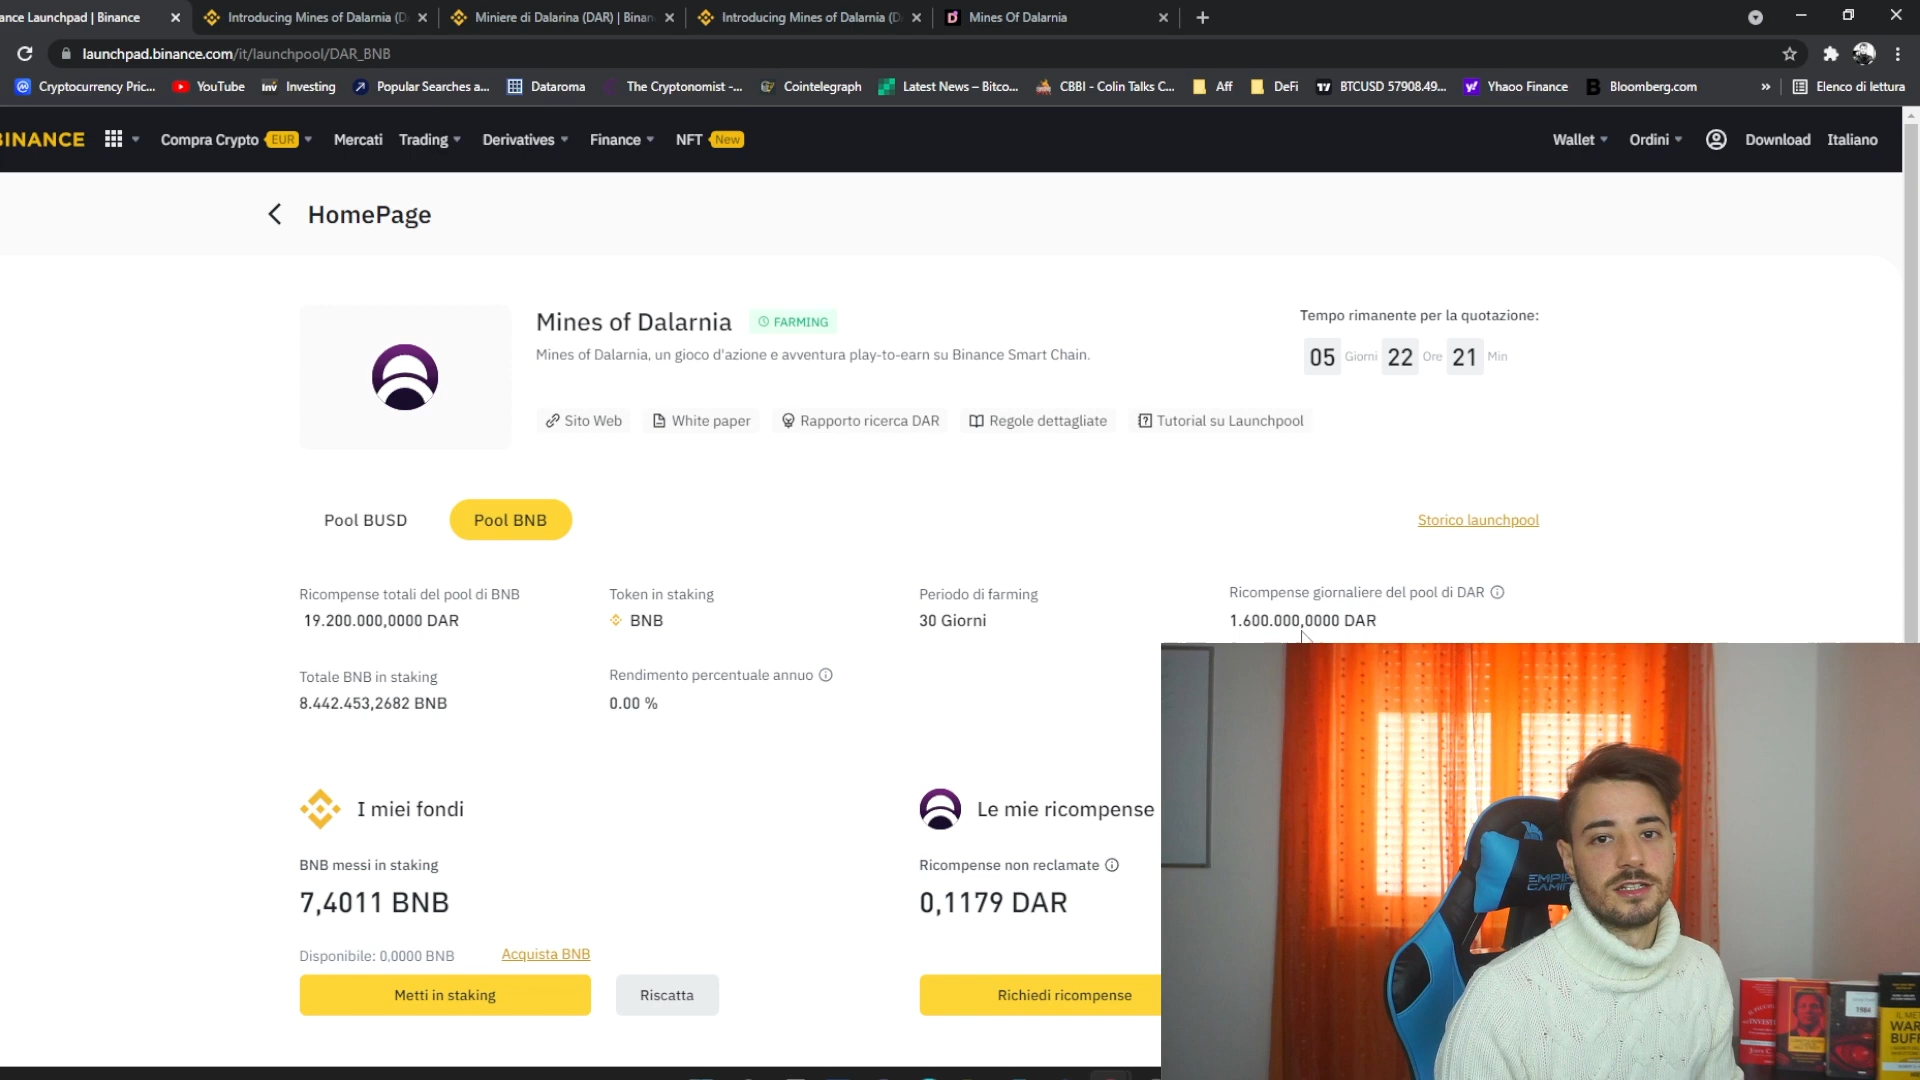 ance Launchpad | Binance
Introducing Mines of Dalarnia (D
Miniere di Dalarina (DAR) | Binan
Introducing Mines of Dalarnia (D
Mines Of Dalarnia
launchpad.binance.com/it/launchpool/DAR_BNB
Cryptocurrency Pric...
YouTube
Investing
Popular Searches a...
Dataroma
The Cryptonomist -...
Cointelegraph
Latest News – Bitco...
CBBI - Colin Talks C...
Aff
DeFi
BTCUSD 57908.49...
Yhaoo Finance
Bloomberg.com
»
Elenco di lettura
BINANCE
Compra Crypto EUR
Mercati
Trading
Derivatives
Finance
NFT New
Wallet
Ordini
Download
Italiano
HomePage
Mines of Dalarnia FARMING
Mines of Dalarnia, un gioco d'azione e avventura play-to-earn su Binance Smart Chain.
Tempo rimanente per la quotazione:
05 Giorni 22 Ore 21 Min
Sito Web
White paper
Rapporto ricerca DAR
Regole dettagliate
Tutorial su Launchpool
Pool BUSD
Pool BNB
Storico launchpool
Ricompense totali del pool di BNB
19.200.000,0000 DAR
Token in staking
BNB
Periodo di farming
30 Giorni
Ricompense giornaliere del pool di DAR
1.600.000,0000 DAR
Totale BNB in staking
8.442.453,2682 BNB
Rendimento percentuale annuo
0.00 %
I miei fondi
BNB messi in staking
7,4011 BNB
Disponibile: 0,0000 BNB
Acquista BNB
Metti in staking
Riscatta
Le mie ricompense
Ricompense non reclamate
0,1179 DAR
Richiedi ricompense
EMPIR
GAMIN
1984
IL MET
WAR
BUFF